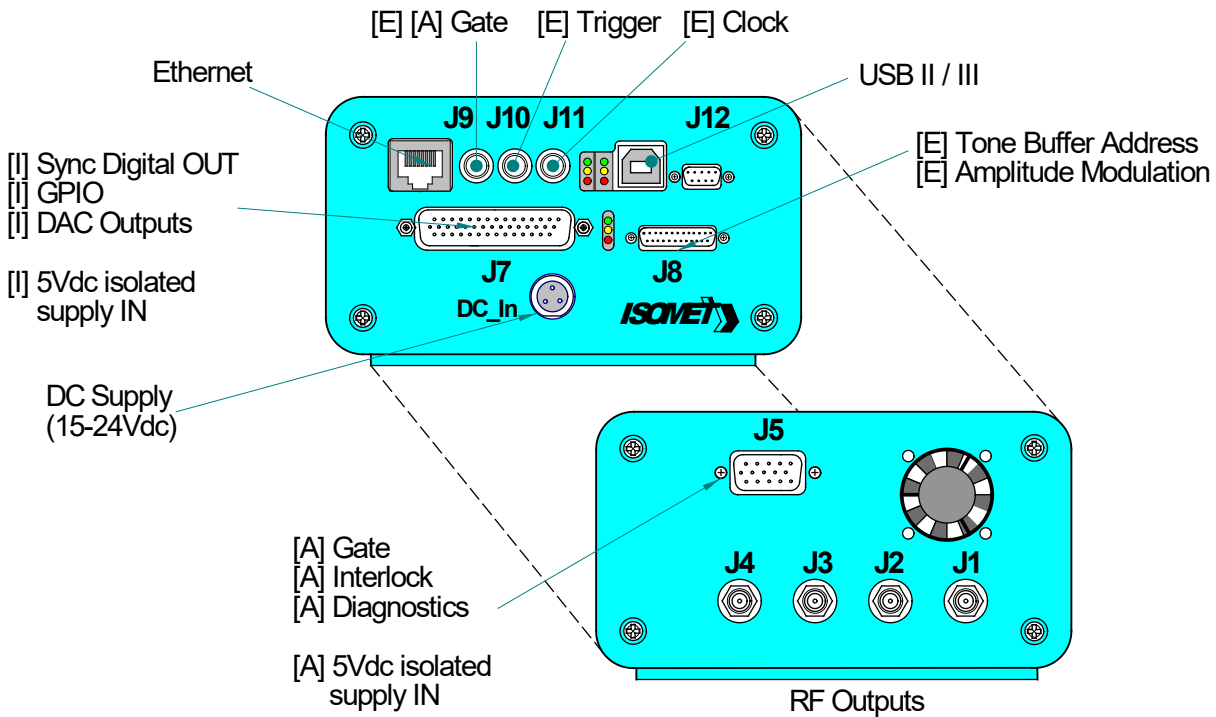 [E] [A] Gate
[E] Trigger
[E] Clock
Ethernet
USB II / III
J9 J10 J11
J12
[I] Sync Digital OUT
[I] GPIO
[I] DAC Outputs
[I] 5Vdc isolated
supply IN
[E] Tone Buffer Address
[E] Amplitude Modulation
J7
J8
DC_In
ISOMET
DC Supply
(15-24Vdc)
J5
[A] Gate
[A] Interlock
[A] Diagnostics
[A] 5Vdc isolated
supply IN
J4
J3
J2
J1
RF Outputs